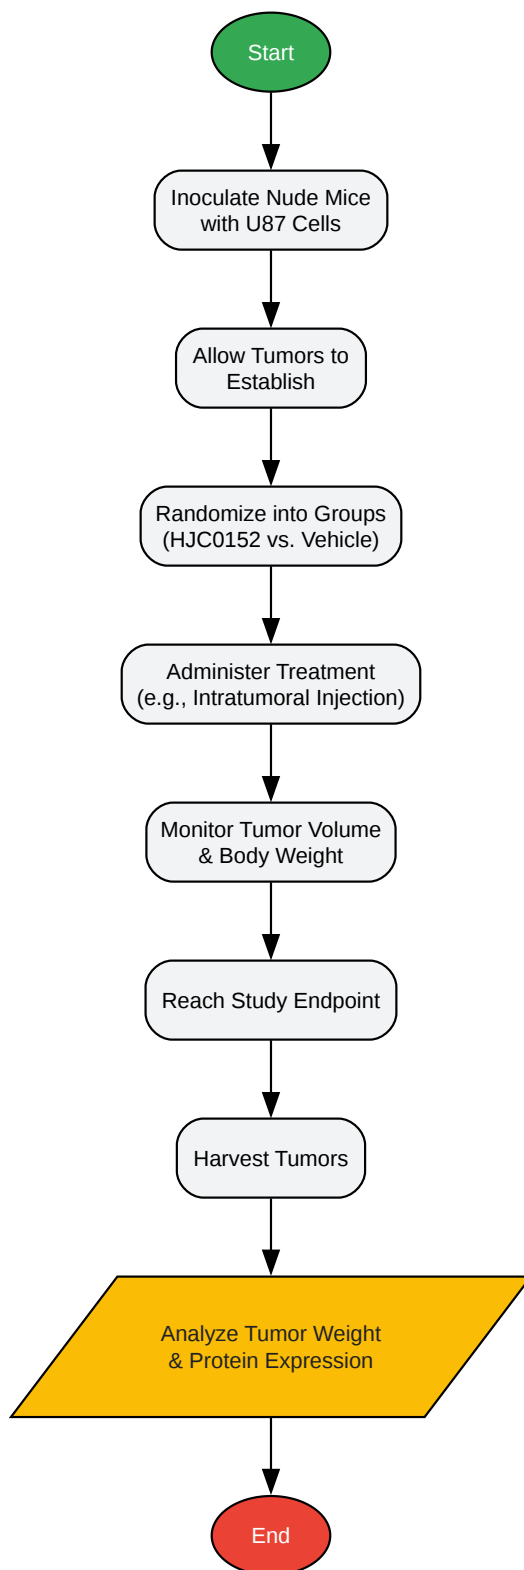 Start
Inoculate Nude Mice
with U87 Cells
Allow Tumors to
Establish
Randomize into Groups
(HJC0152 vs. Vehicle)
Administer Treatment
(e.g., Intratumoral Injection)
Monitor Tumor Volume
& Body Weight
Reach Study Endpoint
Harvest Tumors
Analyze Tumor Weight
& Protein Expression
End